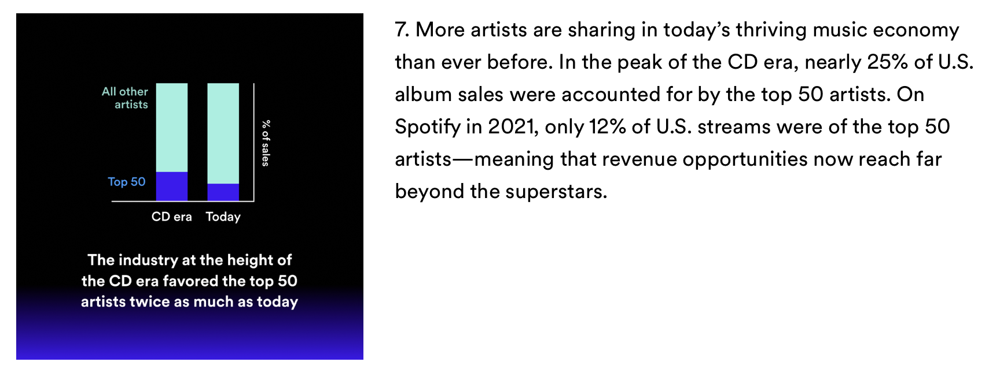 All other
artists
Top 50
% of sales
CD era Today
The industry at the height of
the CD era favored the top 50
artists twice as much as today
7. More artists are sharing in today’s thriving music economy
than ever before. In the peak of the CD era, nearly 25% of U.S.
album sales were accounted for by the top 50 artists. On
Spotify in 2021, only 12% of U.S. streams were of the top 50
artists—meaning that revenue opportunities now reach far
beyond the superstars.